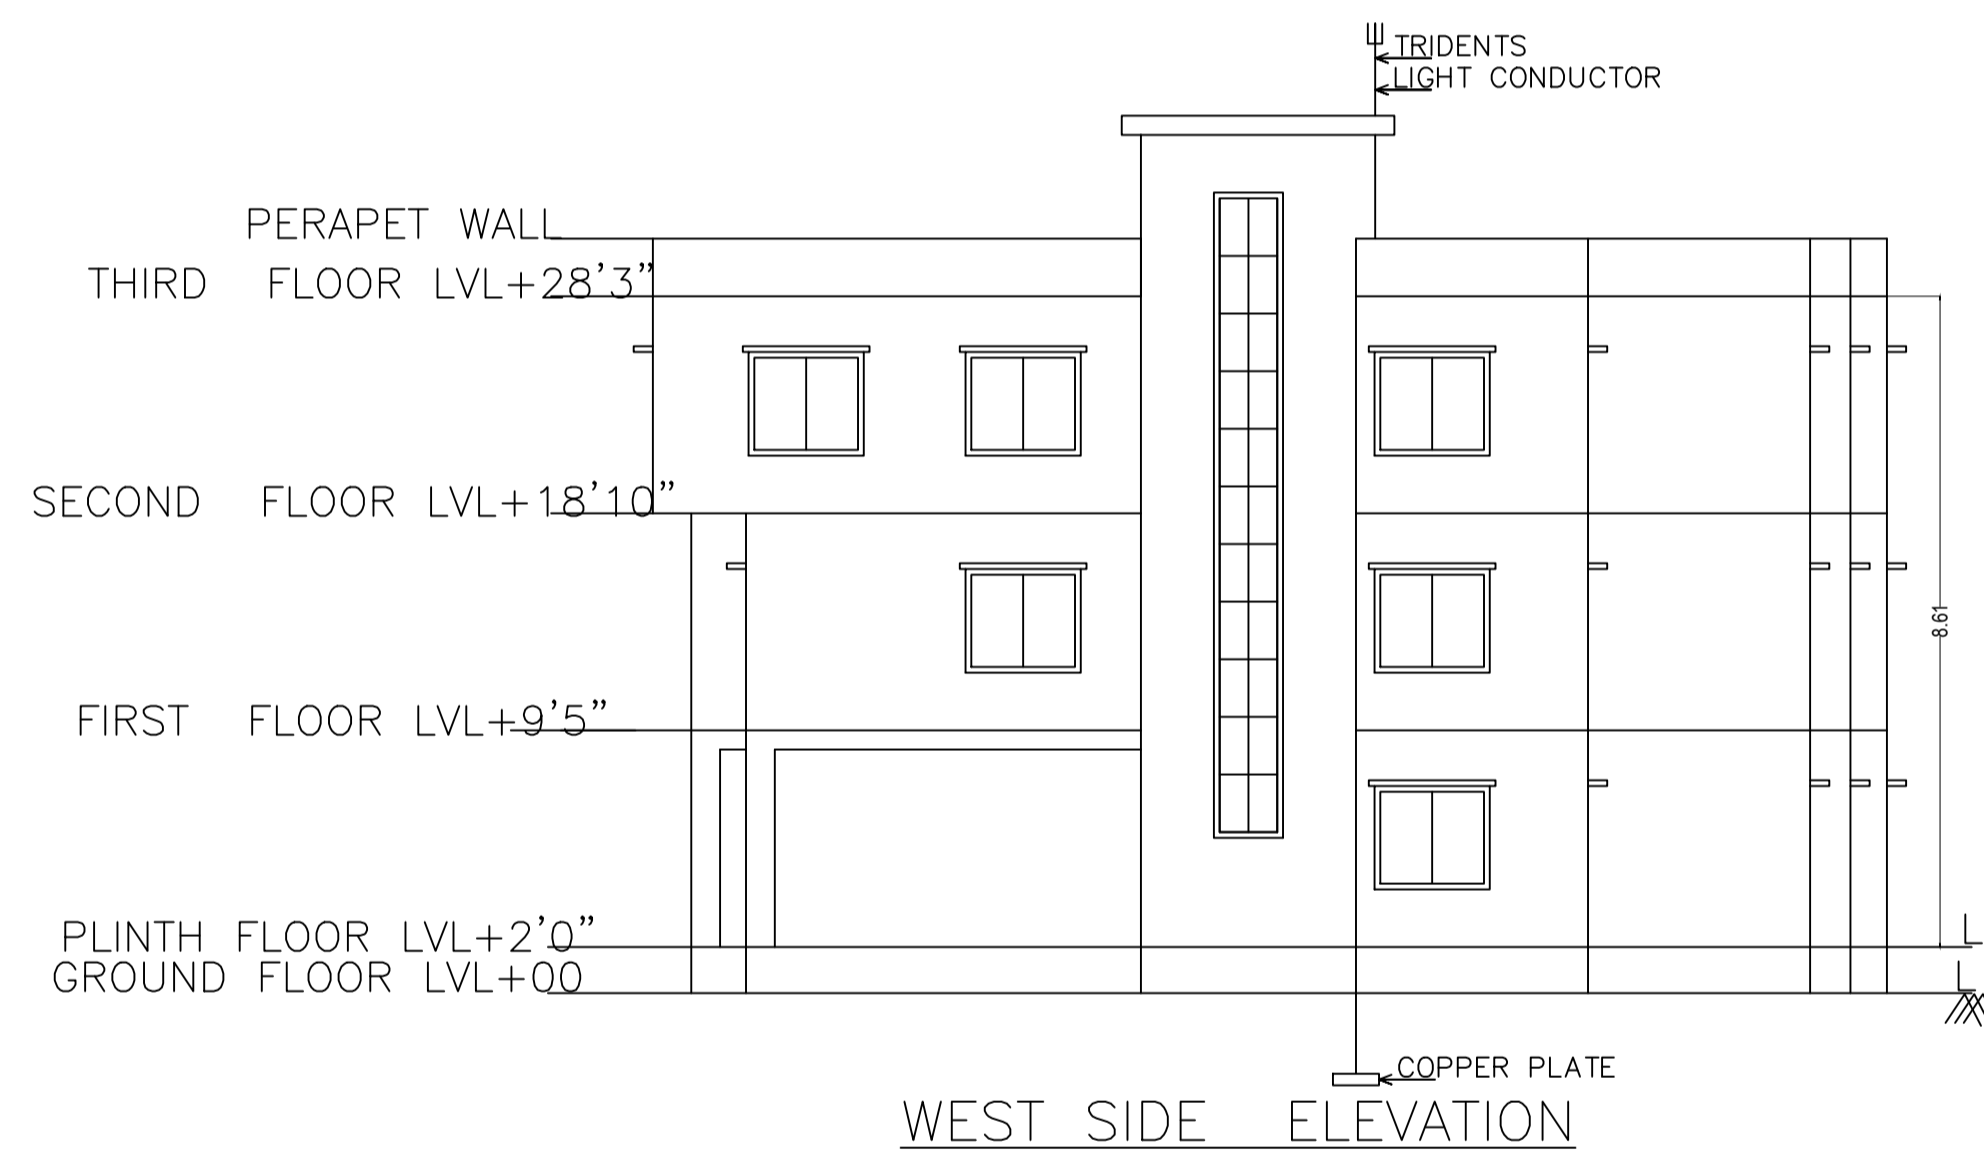 TRIDENTS
LIGHT CONDUCTOR
PERAPET WALL
THIRD FLOOR LVL+28'3"
SECOND FLOOR LVL+18'10"
8.61
FIRST FLOOR LVL+9'5"
PLINTH FLOOR LVL+2'0"
L
GROUND FLOOR LVL+00
L
COPPER PLATE
WEST SIDE ELEVATION